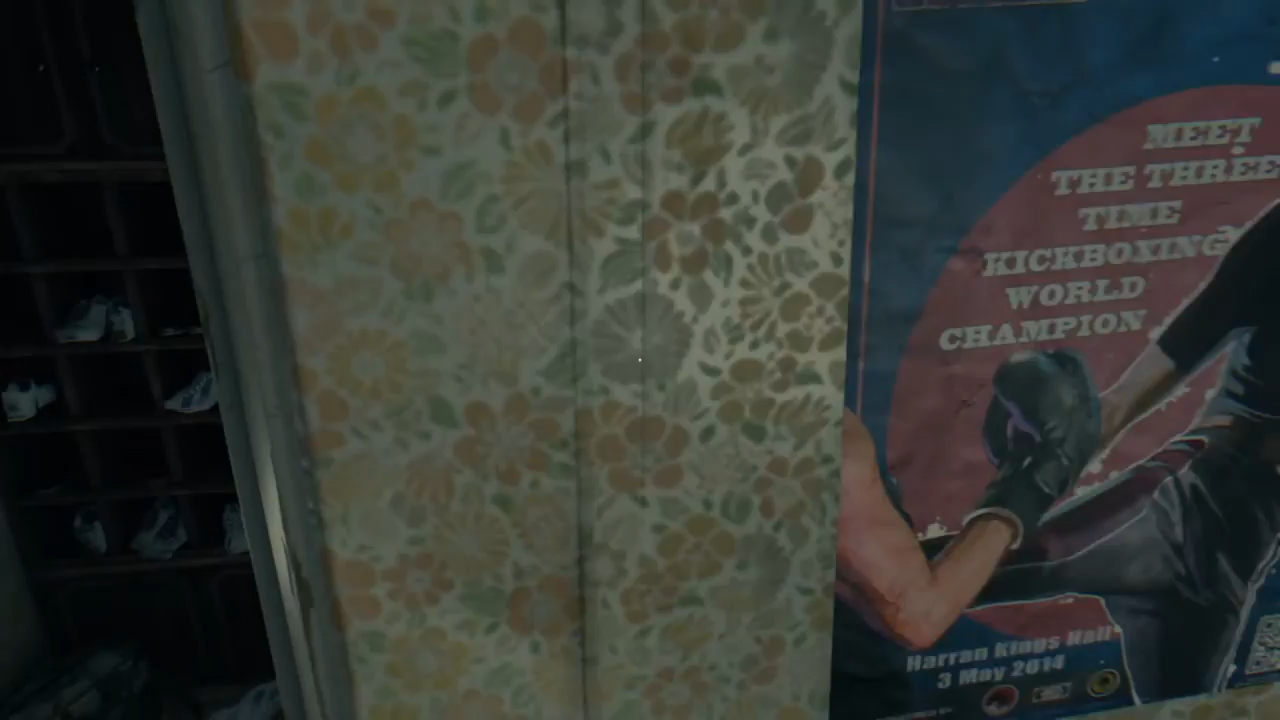 MEET
THE THREE
TIME
KICKBOXING
WORLD
CHAMPION
Harran Kings Hall
3 May 2014